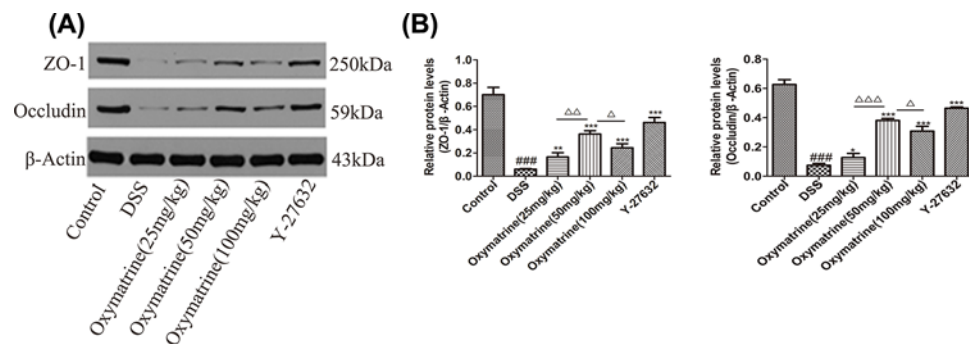 (A)
ZO-1
250kDa
Occludin
59kDa
β-Actin
43kDa
Control
DSS
Oxymatrine(25mg/kg)
Oxymatrine(50mg/kg)
Oxymatrine(100mg/kg)
Y-27632
(B)
Relative protein levels
(ZO-1/β -Actin)
1.0
0.8
0.6
0.4
0.2
0.0
###
**
△△
***
△
***
***
Control
DSS
Oxymatrine(25mg/kg)
Oxymatrine(50mg/kg)
Oxymatrine(100mg/kg)
Y-27632
Relative protein levels
(Occludin/β -Actin)
0.8
0.6
0.4
0.2
0.0
###
*
△△△
***
△
***
***
Control
DSS
Oxymatrine(25mg/kg)
Oxymatrine(50mg/kg)
Oxymatrine(100mg/kg)
Y-27632